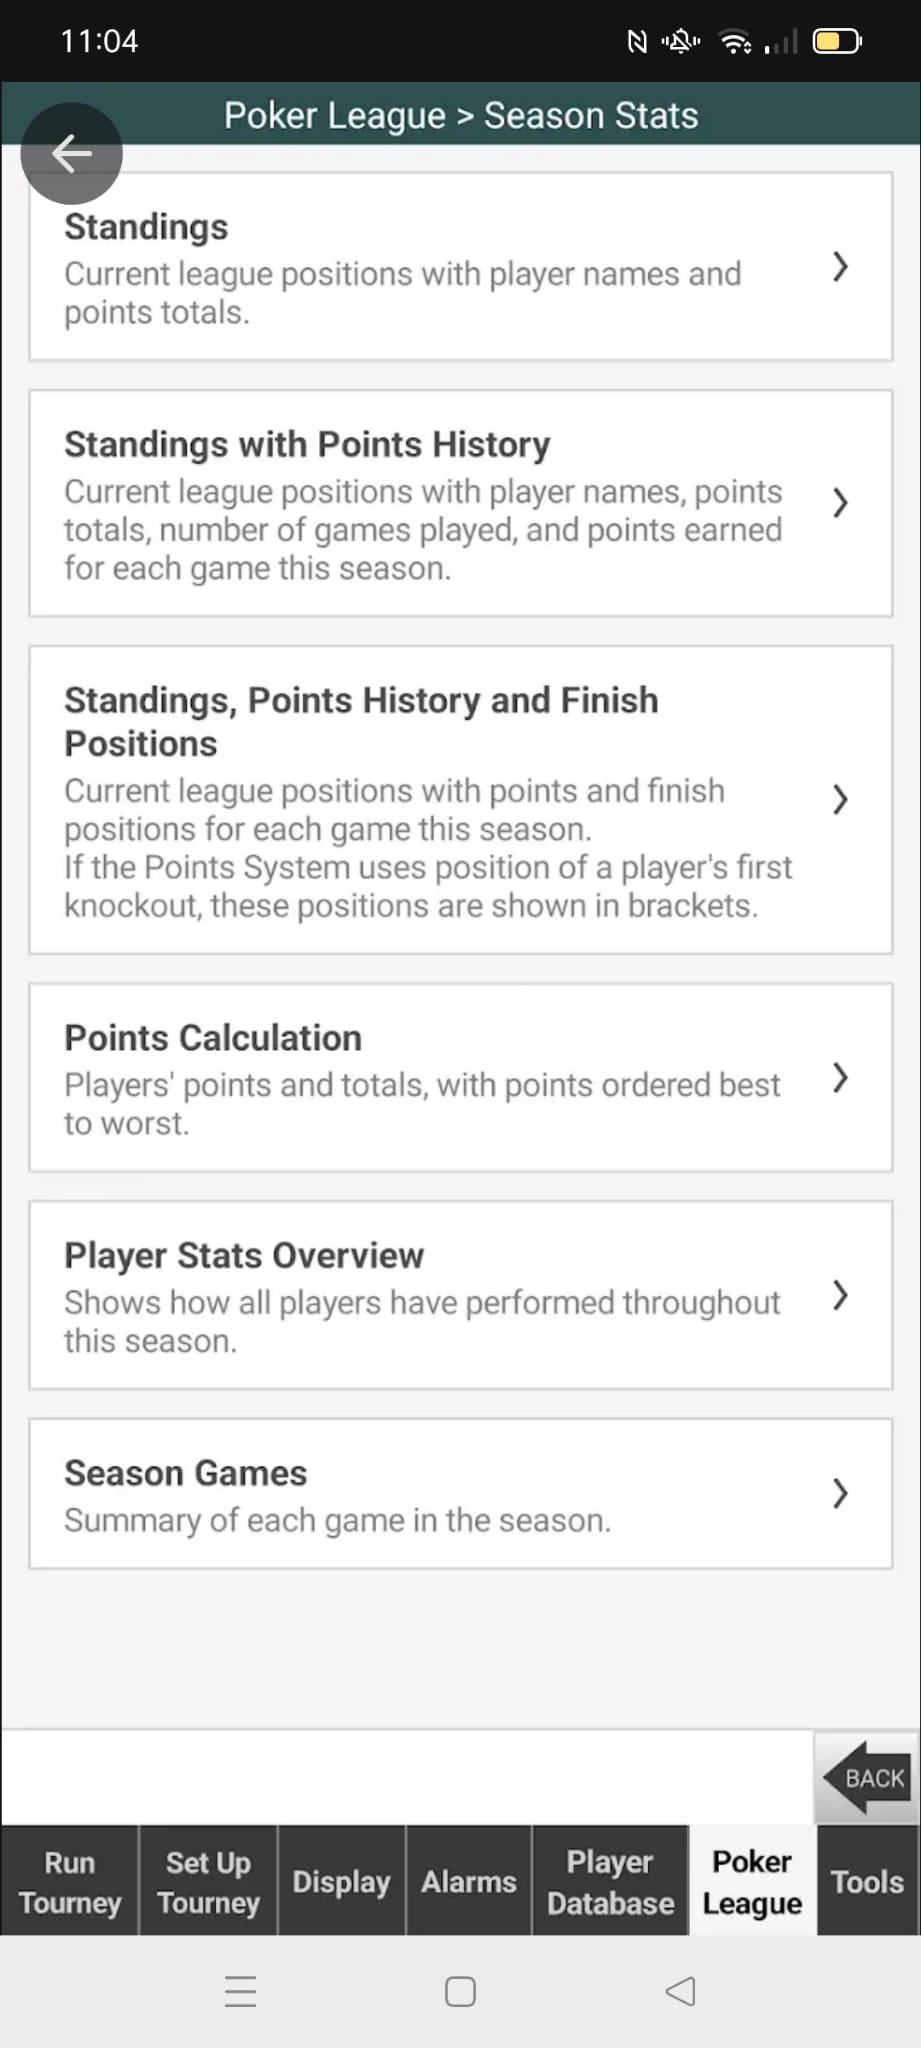 11:04
Poker League > Season Stats
Standings
Current league positions with player names and
points totals.
Standings with Points History
Current league positions with player names, points
totals, number of games played, and points earned
for each game this season.
Standings, Points History and Finish
Positions
Current league positions with points and finish
positions for each game this season.
If the Points System uses position of a player's first
knockout, these positions are shown in brackets.
Points Calculation
Players' points and totals, with points ordered best
to worst.
Player Stats Overview
Shows how all players have performed throughout
this season.
Season Games
Summary of each game in the season.
BACK
Run
Tourney
Set Up
Tourney
Display
Alarms
Player
Database
Poker
League
Tools